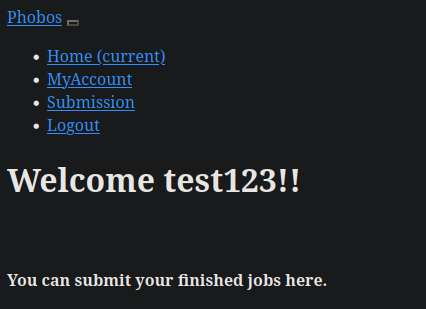 Phobos
Home (current)
MyAccount
Submission
Logout
Welcome test123!!
You can submit your finished jobs here.